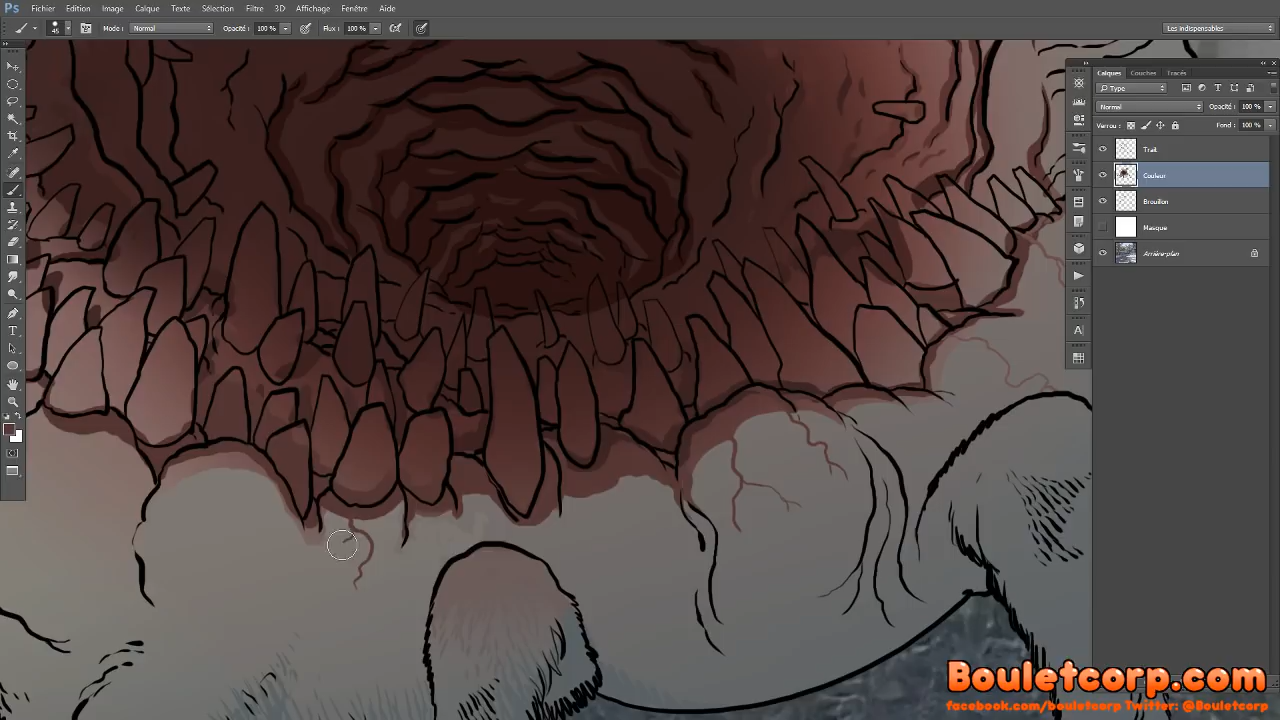 Ps Fichier Edition Image Calque Texte Sélection Filtre 3D Affichage Fenêtre Aide
45 Mode : Normal Opacité : 100 % Flux : 100 % Les indispensables
Calques Couches Tracés
Type
Normal Opacité : 100 %
Verrou : Fond : 100 %
Trait
Couleur
Brouillon
Masque
Arrière-plan
Bouletcorp.com
facebook.com/bouletcorp Twitter: @Bouletcorp